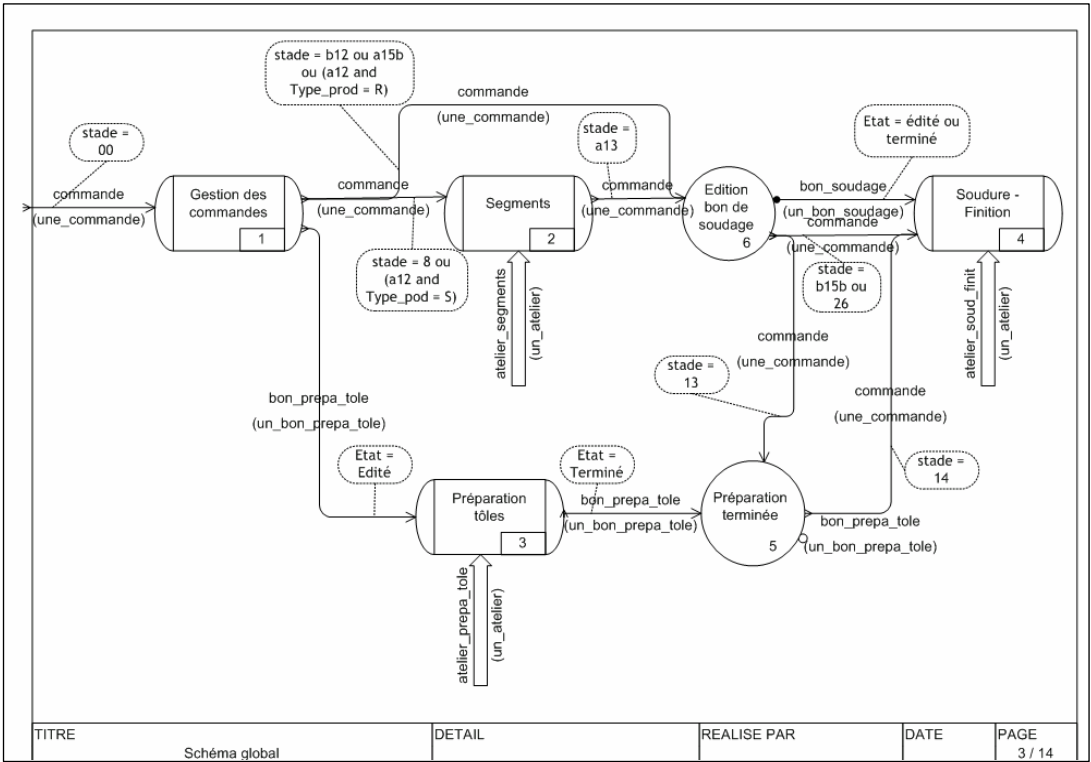 stade = b12 ou a15b
ou (a12 and
Type_prod = R)
commande
(une_commande)
stade =
00
stade =
a13
Etat = édité ou
terminé
commande
(une_commande)
Gestion des
commandes
1
commande
(une_commande)
Segments
2
commande
(une_commande)
Edition
bon de
soudage
6
bon_soudage
(un_bon_soudage)
commande
(une_commande)
Soudure -
Finition
4
stade = 8 ou
(a12 and
Type_pod = S)
stade =
b15b ou
26
atelier_segments
(un_atelier)
atelier_soud_finit
(un_atelier)
commande
(une_commande)
stade =
13
bon_prepa_tole
(un_bon_prepa_tole)
commande
(une_commande)
Etat =
Edité
Etat =
Terminé
stade =
14
Préparation
tôles
3
bon_prepa_tole
(un_bon_prepa_tole)
Préparation
terminée
5
bon_prepa_tole
(un_bon_prepa_tole)
atelier_prepa_tole
(un_atelier)
TITRE
Schéma global
DETAIL
REALISE PAR
DATE
PAGE
3 / 14